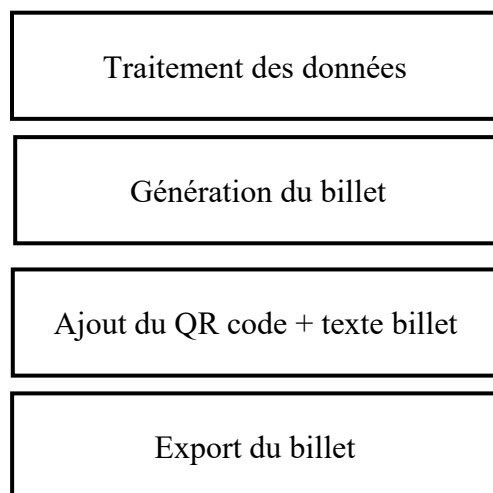 Traitement des données
Génération du billet
Ajout du QR code + texte billet
Export du billet